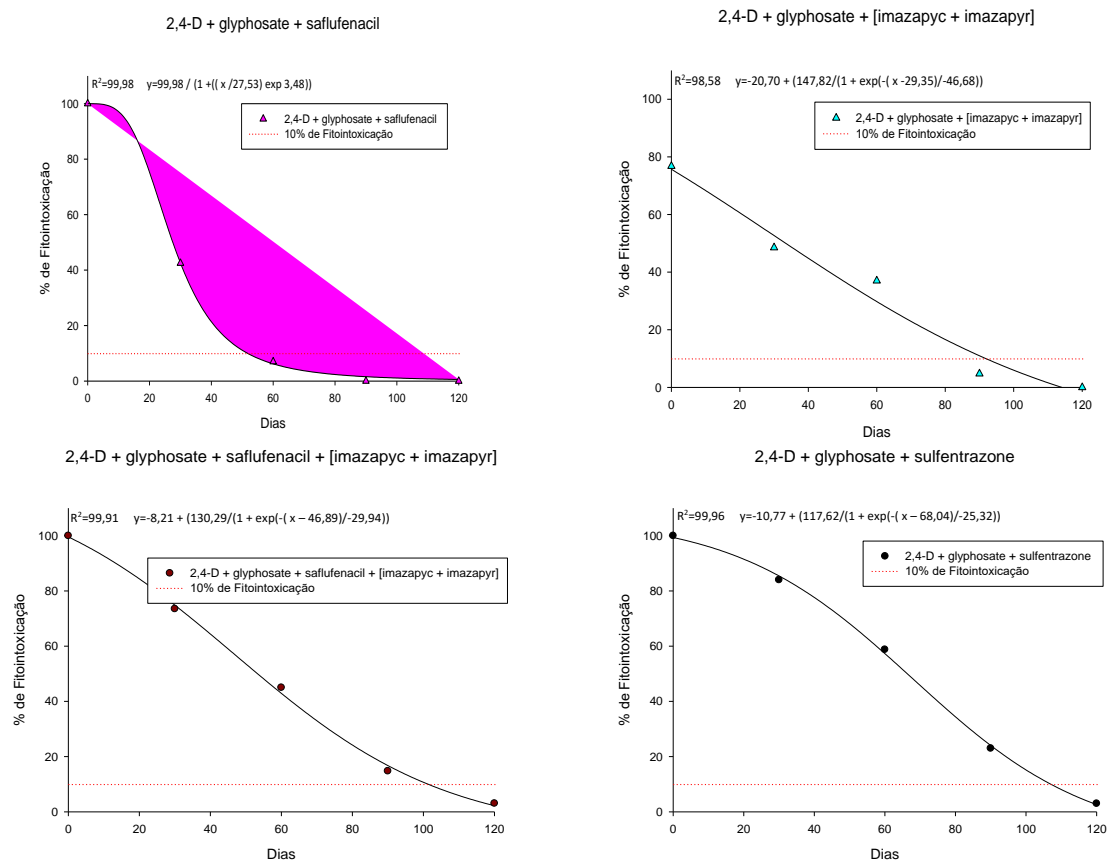 2,4-D + glyphosate + saflufenacil
R²=99,98 y=99,98 / (1 +(( x /27,53) exp 3,48))
2,4-D + glyphosate + saflufenacil
10% de Fitointoxicação
% de Fitointoxicação
100
80
60
40
20
0
0 20 40 60 80 100 120
Dias
2,4-D + glyphosate + [imazapyc + imazapyr]
R²=98,58 y=-20,70 + (147,82/(1 + exp(-( x -29,35)/-46,68))
2,4-D + glyphosate + [imazapyc + imazapyr]
10% de Fitointoxicação
% de Fitointoxicação
100
80
60
40
20
0
0 20 40 60 80 100 120
Dias
2,4-D + glyphosate + saflufenacil + [imazapyc + imazapyr]
R²=99,91 y=-8,21 + (130,29/(1 + exp(-( x – 46,89)/-29,94))
2,4-D + glyphosate + saflufenacil + [imazapyc + imazapyr]
10% de Fitointoxicação
% de Fitointoxicação
100
80
60
40
20
0
0 20 40 60 80 100 120
Dias
2,4-D + glyphosate + sulfentrazone
R²=99,96 y=-10,77 + (117,62/(1 + exp(-( x – 68,04)/-25,32))
2,4-D + glyphosate + sulfentrazone
10% de Fitointoxicação
% de Fitointoxicação
100
80
60
40
20
0
0 20 40 60 80 100 120
Dias